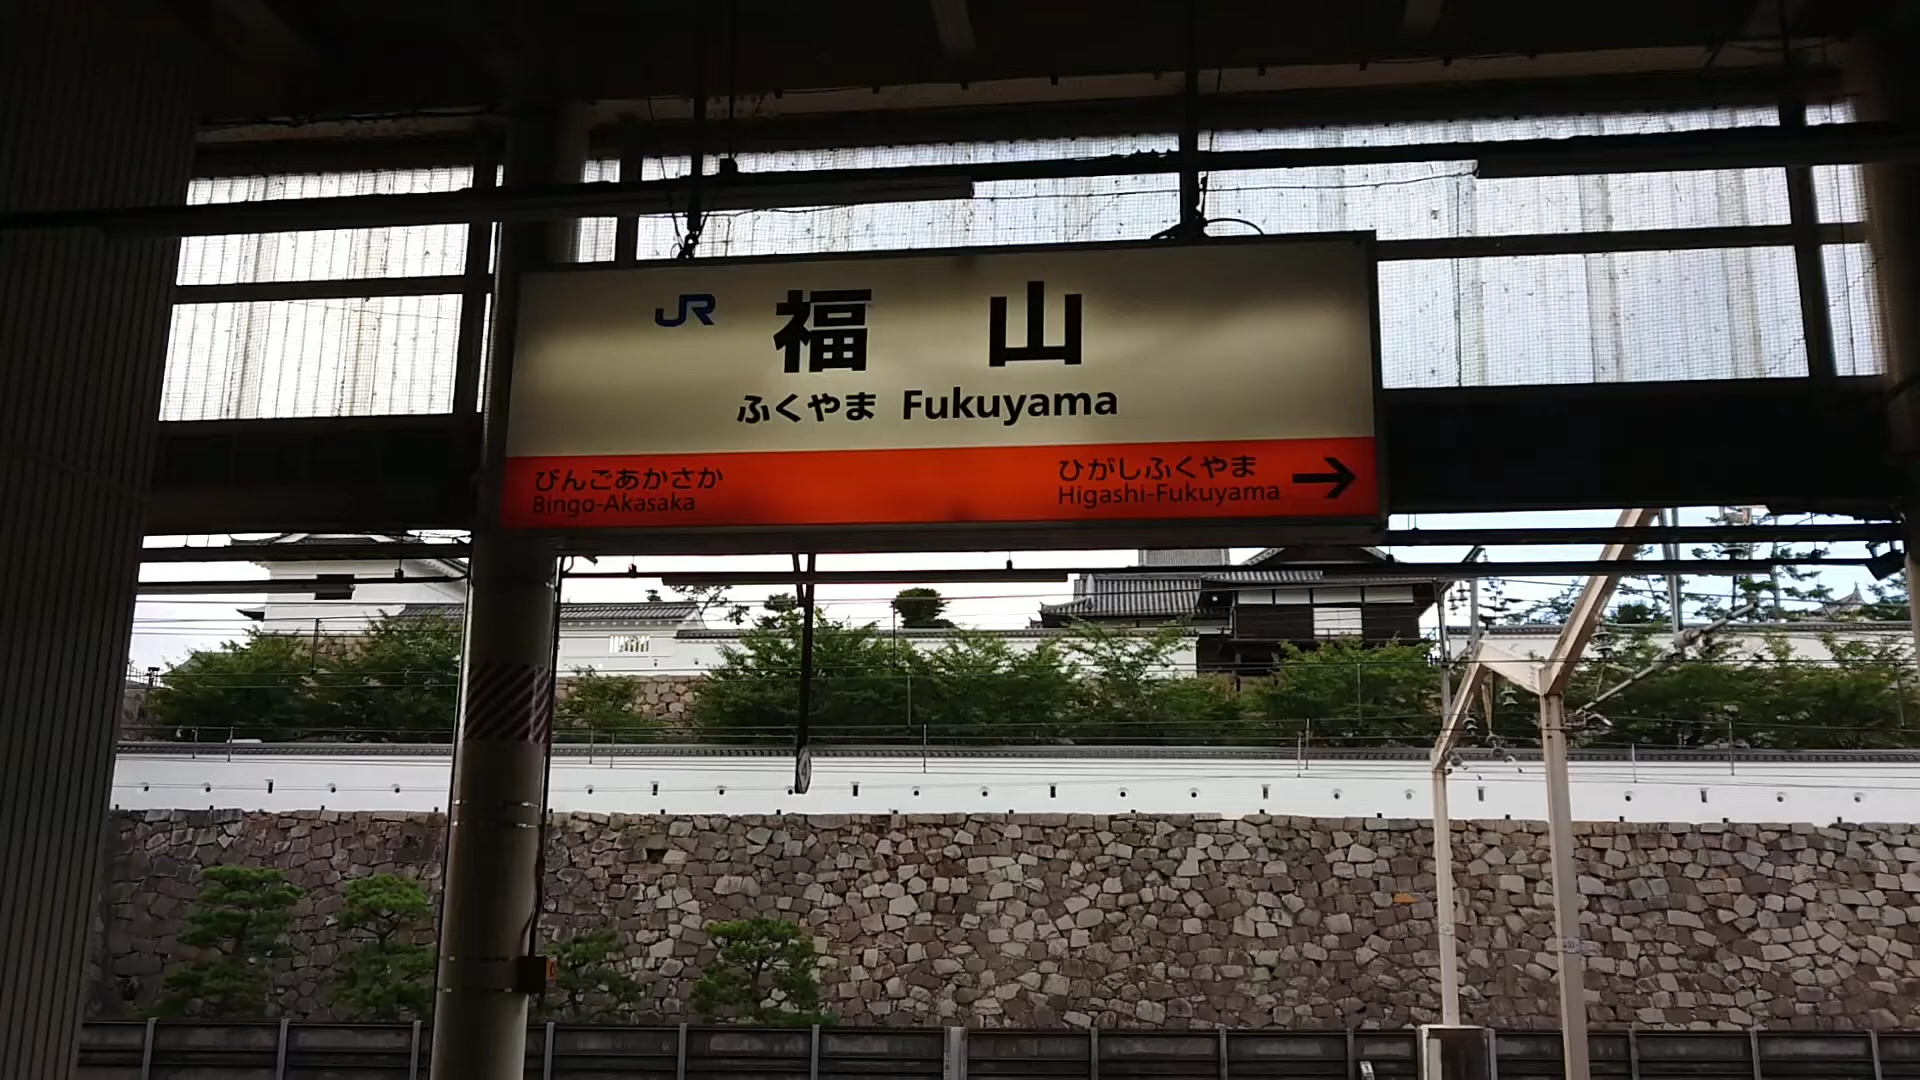 JR 福山
ふくやま Fukuyama
びんごあかさか
Bingo-Akasaka
ひがしふくやま
Higashi-Fukuyama →